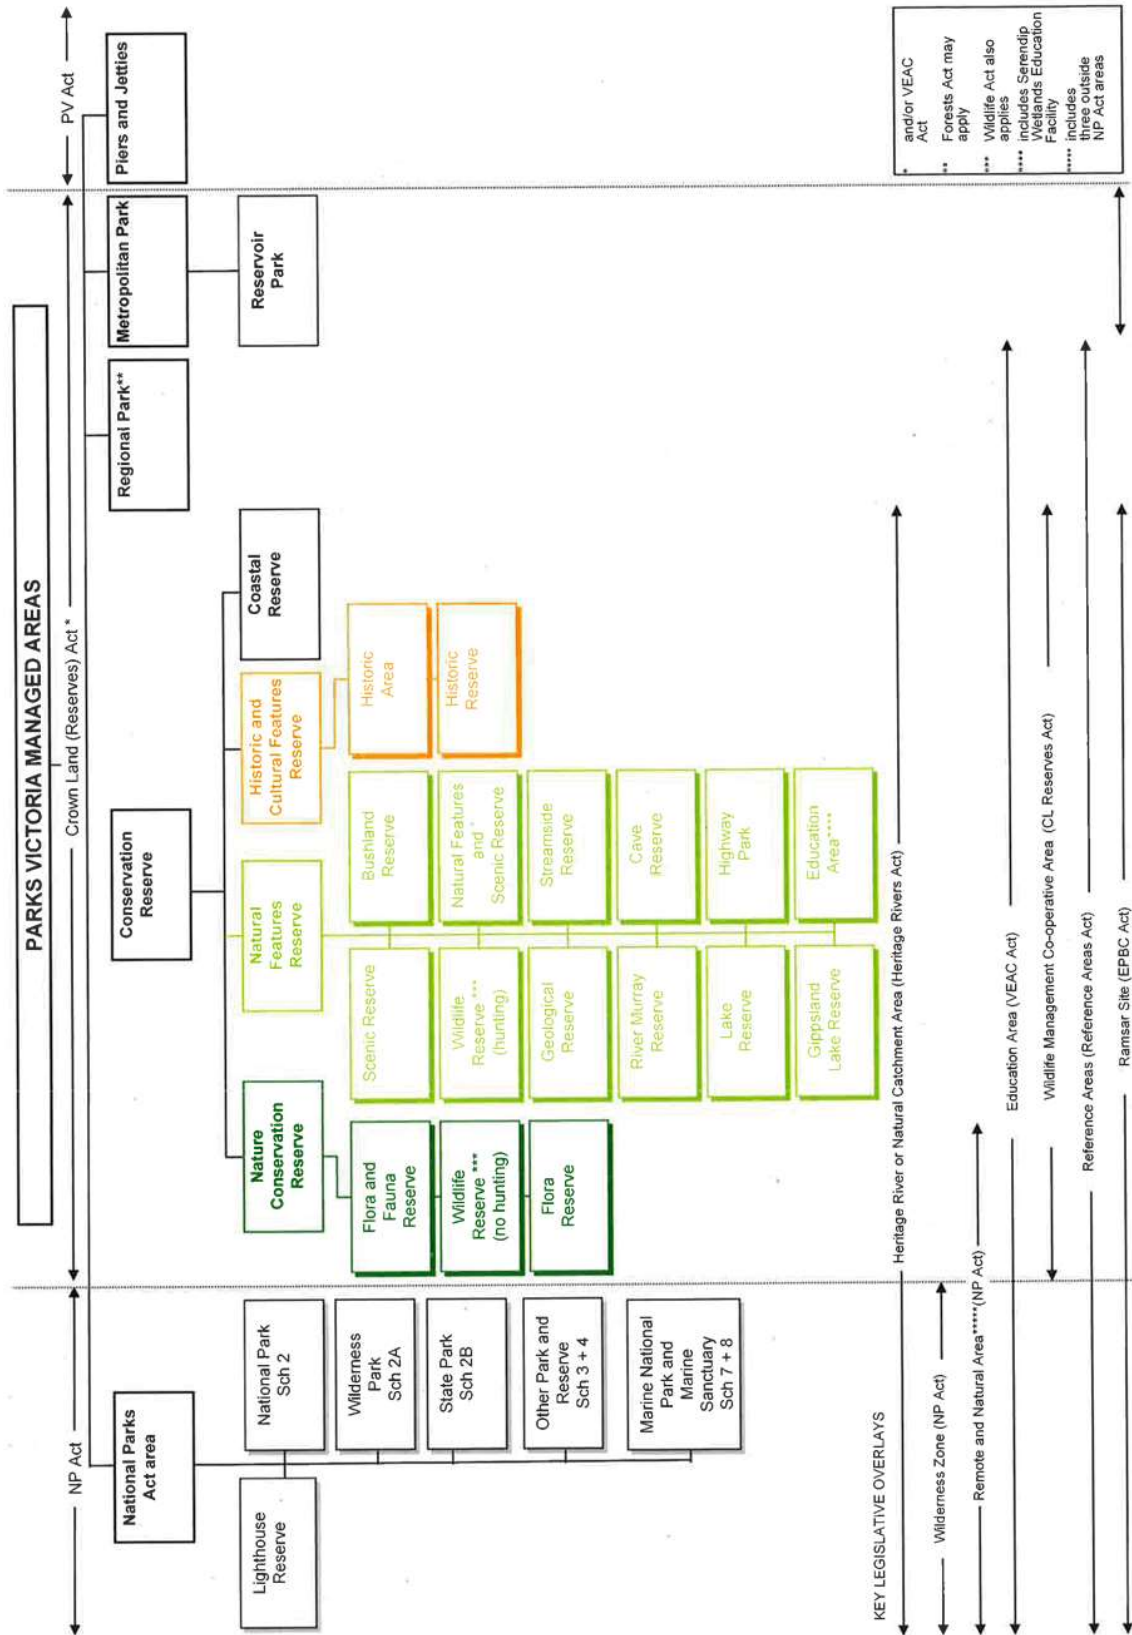 PARKS VICTORIA MANAGED AREAS
NP Act
Crown Land (Reserves) Act *
PV Act
National Parks
Act area
Conservation
Reserve
Regional Park**
Metropolitan Park
Piers and Jetties
Lighthouse
Reserve
National Park
Sch 2
Wilderness
Park
Sch 2A
State Park
Sch 2B
Other Park and
Reserve
Sch 3 + 4
Marine National
Park and
Marine
Sanctuary
Sch 7 + 8
Nature
Conservation
Reserve
Natural
Features
Reserve
Historic and
Cultural Features
Reserve
Coastal
Reserve
Reservoir
Park
Flora and
Fauna
Reserve
Wildlife
Reserve ***
(no hunting)
Flora
Reserve
Scenic Reserve
Wildlife
Reserve ***
(hunting)
Geological
Reserve
River Murray
Reserve
Lake
Reserve
Gippsland
Lake Reserve
Bushland
Reserve
Natural Features
and
Scenic Reserve
Streamside
Reserve
Cave
Reserve
Highway
Park
Education
Area****
Historic
Area
Historic
Reserve
KEY LEGISLATIVE OVERLAYS
Heritage River or Natural Catchment Area (Heritage Rivers Act)
Wilderness Zone (NP Act)
Remote and Natural Area*****(NP Act)
Education Area (VEAC Act)
Wildlife Management Co-operative Area (CL Reserves Act)
Reference Areas (Reference Areas Act)
Ramsar Site (EPBC Act)
* and/or VEAC
Act
** Forests Act may
apply
*** Wildlife Act also
applies
**** includes Serendip
Wetlands Education
Facility
***** includes
three outside
NP Act areas